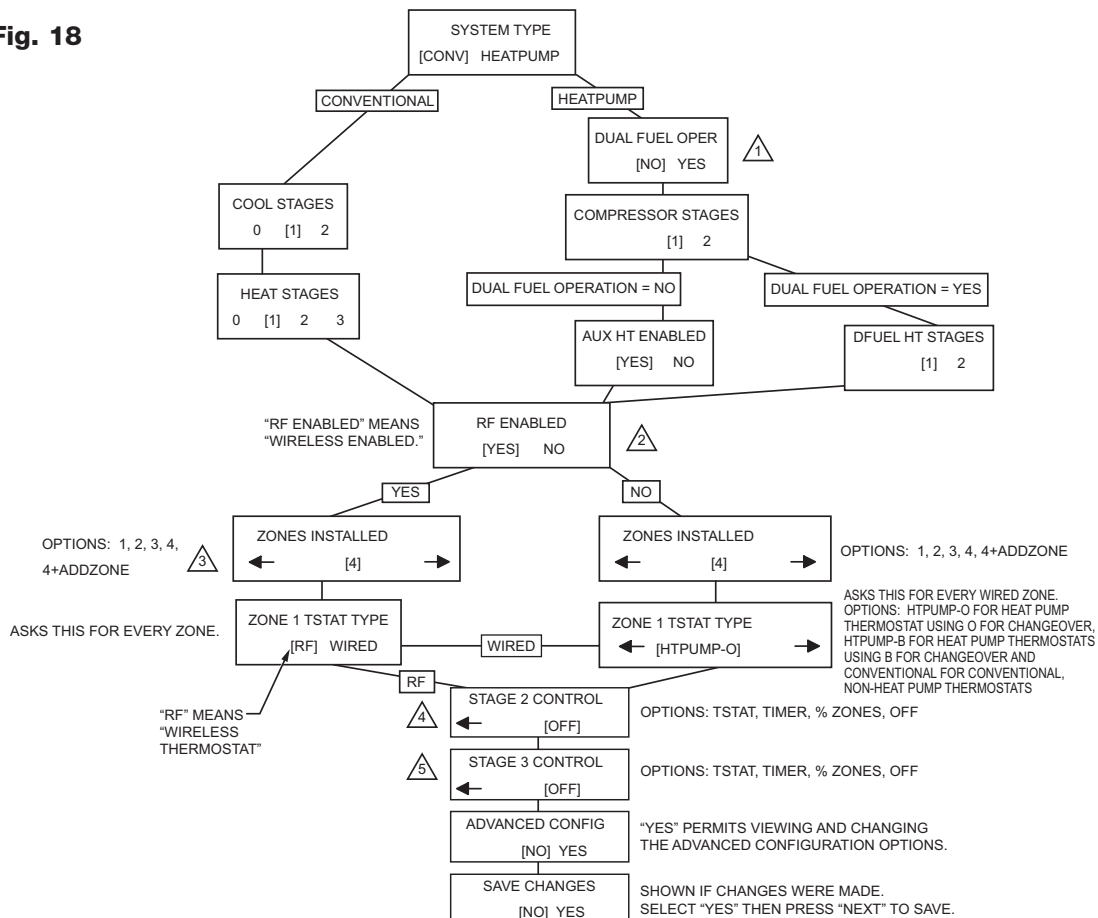 Fig. 18
SYSTEM TYPE
[CONV] HEATPUMP
CONVENTIONAL
HEATPUMP
DUAL FUEL OPER
[NO] YES
1
COOL STAGES
0 [1] 2
COMPRESSOR STAGES
[1] 2
HEAT STAGES
0 [1] 2 3
DUAL FUEL OPERATION = NO
DUAL FUEL OPERATION = YES
AUX HT ENABLED
[YES] NO
DFUEL HT STAGES
[1] 2
"RF ENABLED" MEANS
"WIRELESS ENABLED."
RF ENABLED
[YES] NO
2
YES
NO
OPTIONS: 1, 2, 3, 4,
4+ADDZONE
3
ZONES INSTALLED
[4]
ZONES INSTALLED
[4]
OPTIONS: 1, 2, 3, 4, 4+ADDZONE
ASKS THIS FOR EVERY ZONE.
ZONE 1 TSTAT TYPE
[RF] WIRED
WIRED
ZONE 1 TSTAT TYPE
[HTPUMP-O]
ASKS THIS FOR EVERY WIRED ZONE.
OPTIONS: HTPUMP-O FOR HEAT PUMP
THERMOSTAT USING O FOR CHANGEOVER,
HTPUMP-B FOR HEAT PUMP THERMOSTATS
USING B FOR CHANGEOVER AND
CONVENTIONAL FOR CONVENTIONAL,
NON-HEAT PUMP THERMOSTATS
RF
"RF" MEANS
"WIRELESS
THERMOSTAT"
4
STAGE 2 CONTROL
[OFF]
OPTIONS: TSTAT, TIMER, % ZONES, OFF
5
STAGE 3 CONTROL
[OFF]
OPTIONS: TSTAT, TIMER, % ZONES, OFF
ADVANCED CONFIG
[NO] YES
"YES" PERMITS VIEWING AND CHANGING
THE ADVANCED CONFIGURATION OPTIONS.
SAVE CHANGES
[NO] YES
SHOWN IF CHANGES WERE MADE.
SELECT "YES" THEN PRESS "NEXT" TO SAVE.